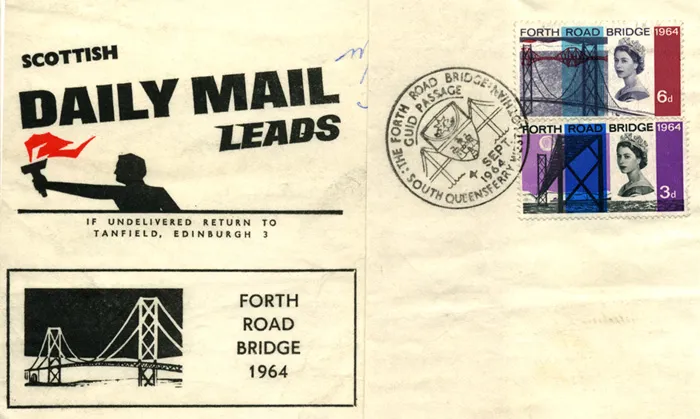 SCOTTISH
DAILY MAIL
LEADS
IF UNDELIVERED RETURN TO
TANFIELD, EDINBURGH 3
FORTH
ROAD
BRIDGE
1964
THE FORTH ROAD BRIDGE
GUID PASSAGE
4 SEPT
1964
SOUTH QUEENSFERRY
FORTH ROAD BRIDGE 1964
6d
FORTH ROAD BRIDGE 1964
3d